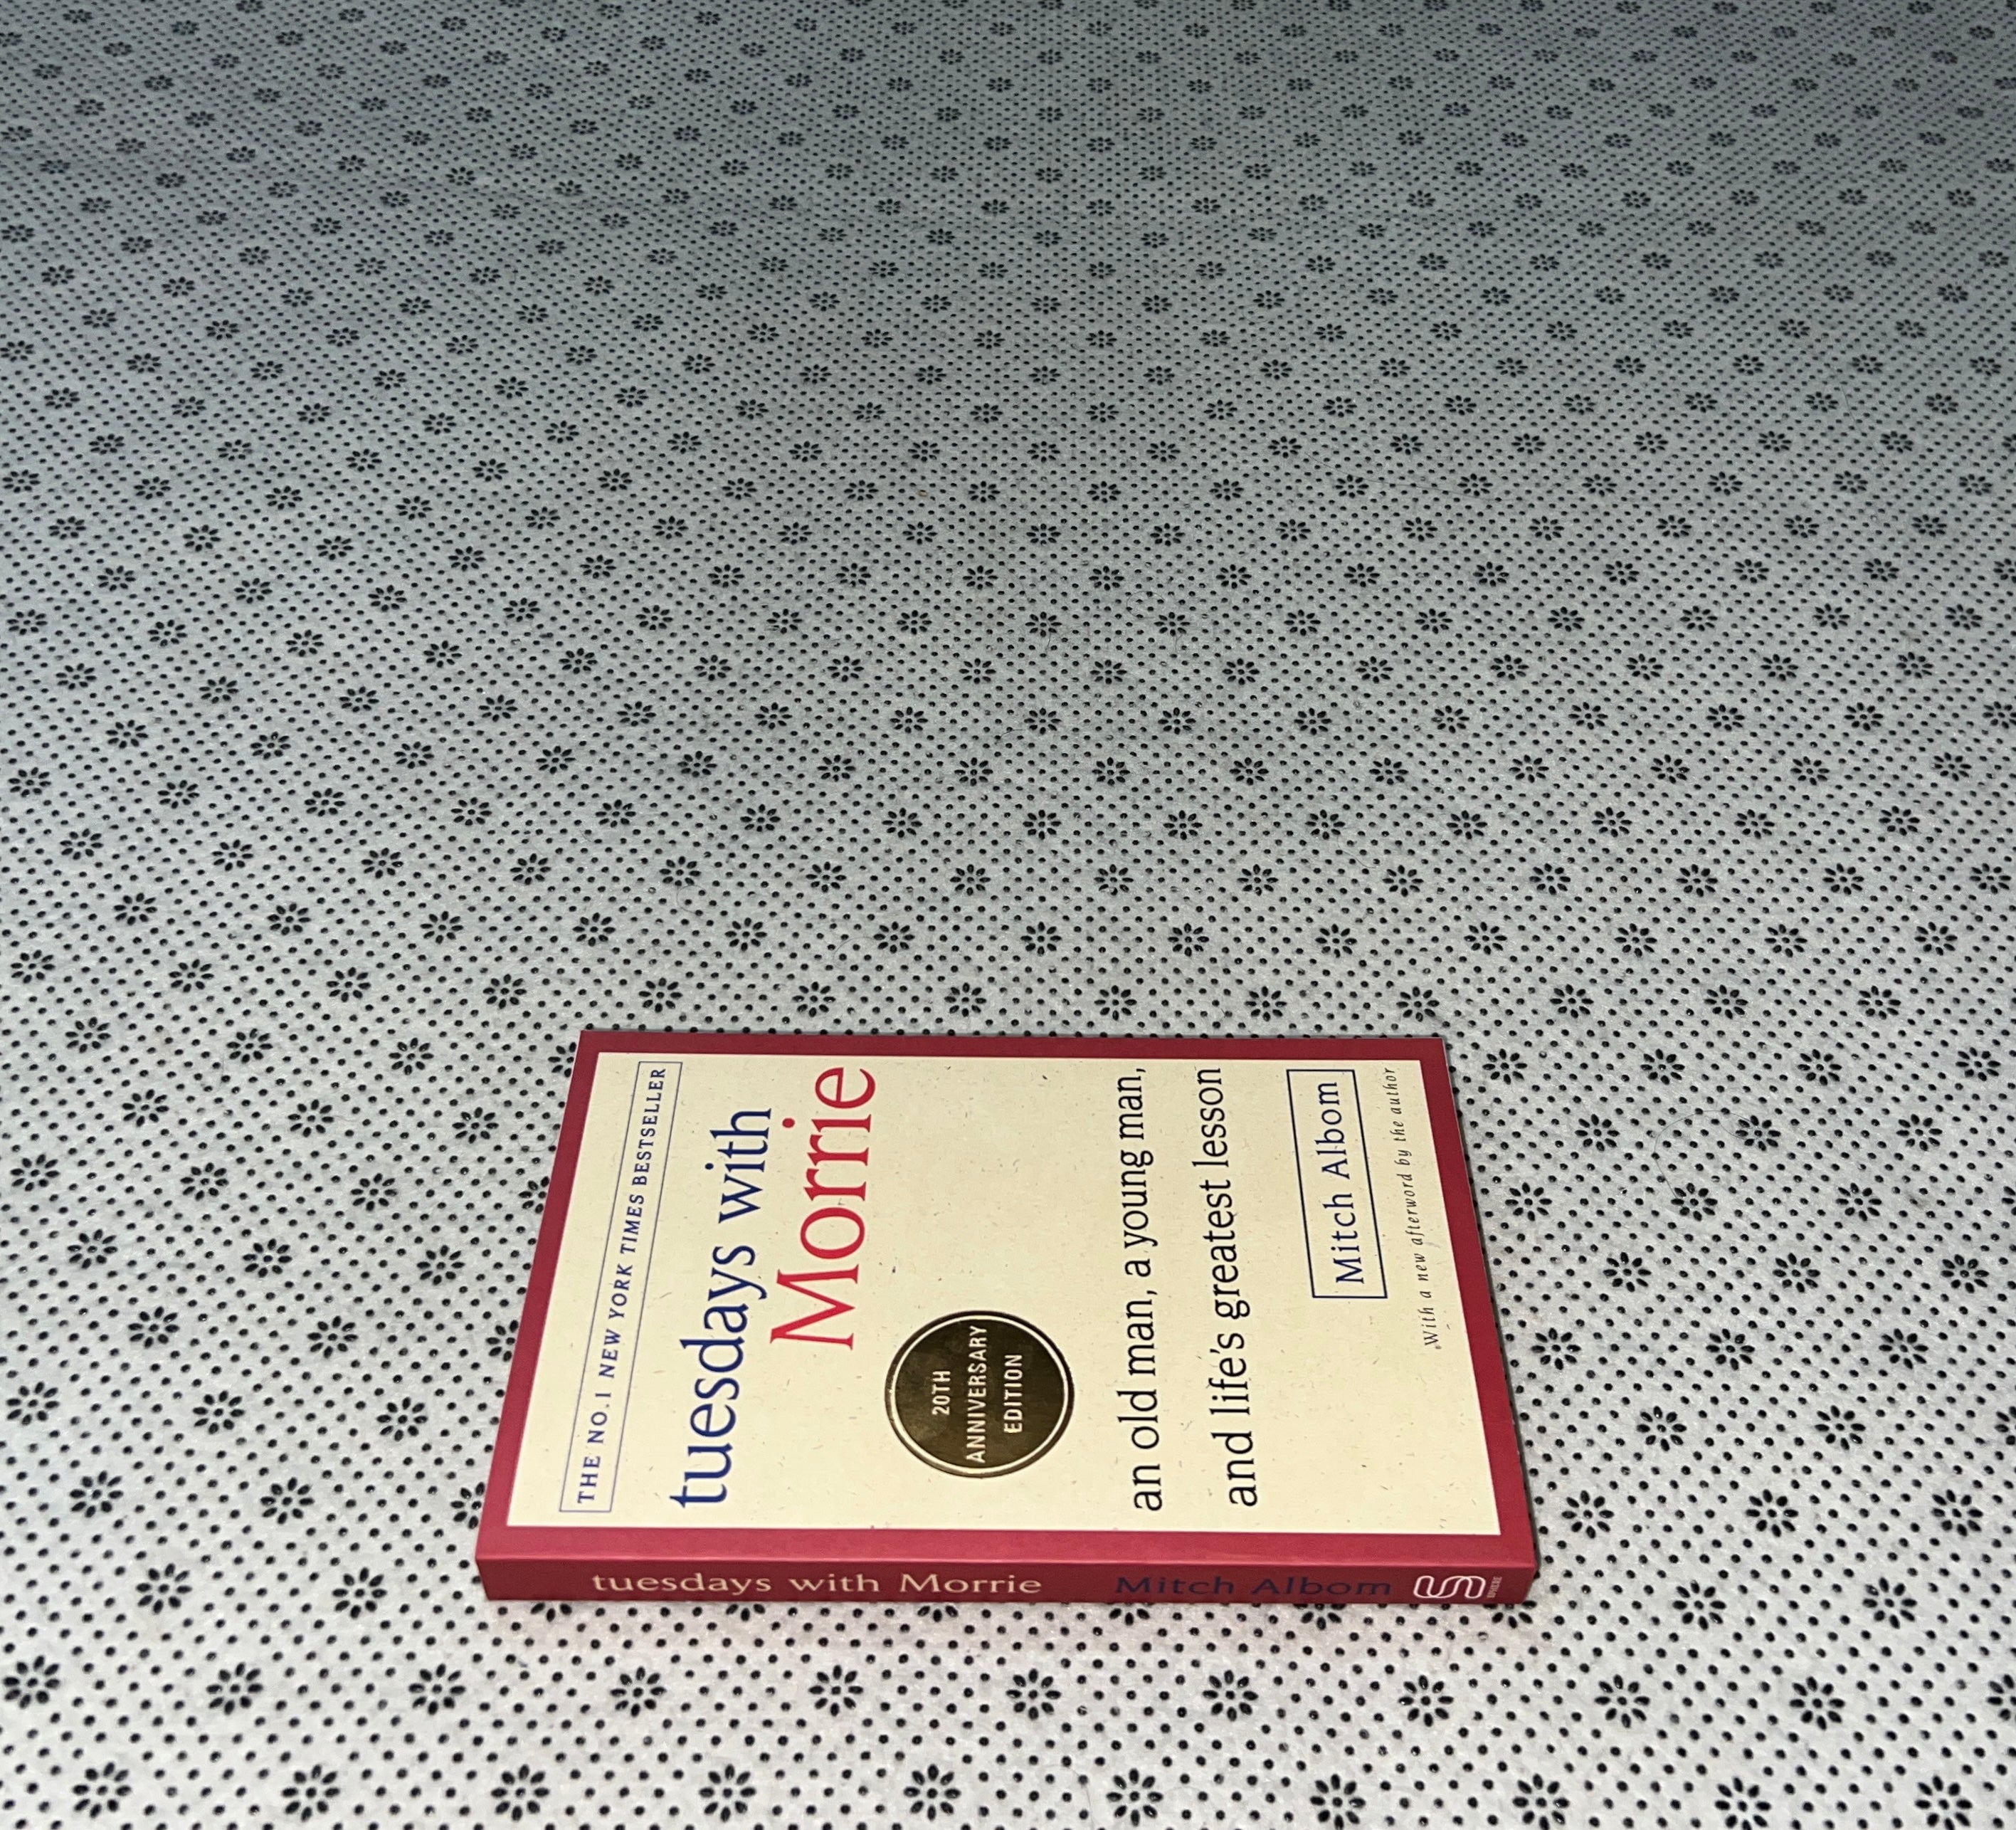 THE NO.1 NEW YORK TIMES BESTSELLER
tuesdays with
Morrie
20TH
ANNIVERSARY
EDITION
an old man, a young man,
and life's greatest lesson
Mitch Albom
With a new afterword by the author
tuesdays with Morrie Mitch Albom SPHERE